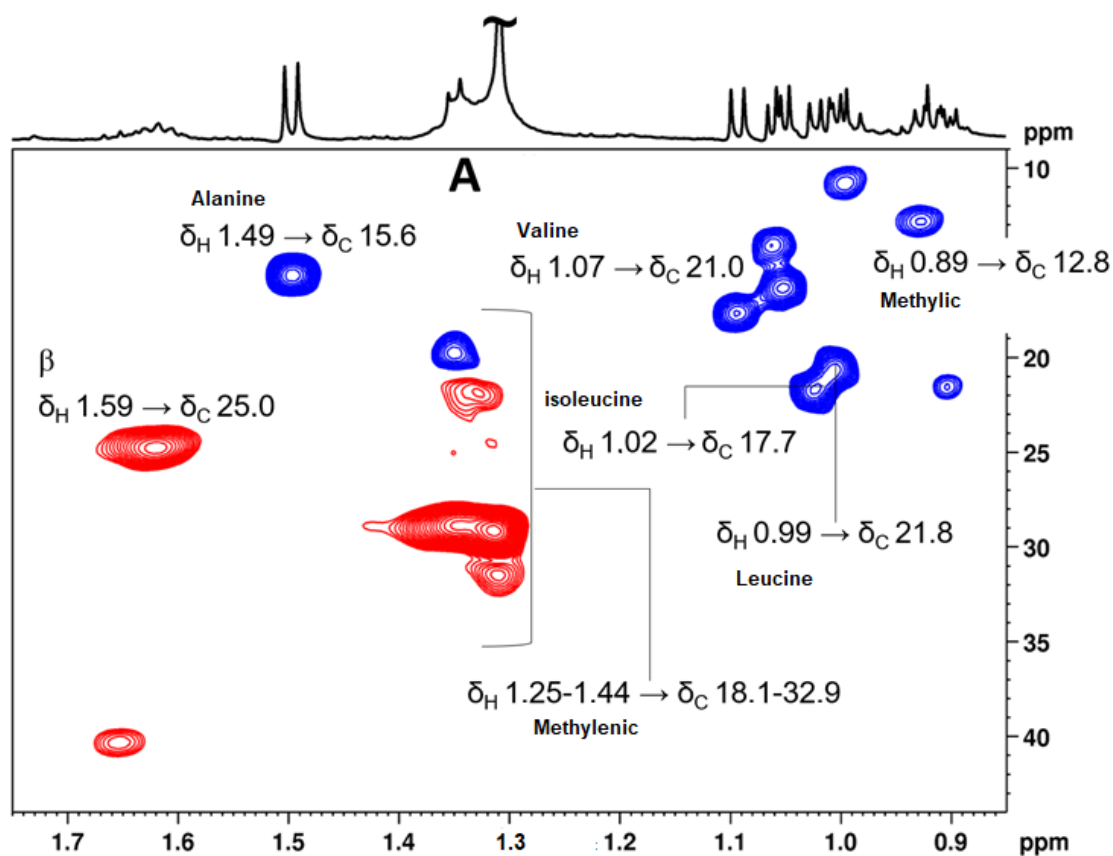 ppm
A
10
Alanine
δH 1.49 → δC 15.6
Valine
δH 1.07 → δC 21.0
δH 0.89 → δC 12.8
Methylic
β
δH 1.59 → δC 25.0
20
isoleucine
δH 1.02 → δC 17.7
25
δH 0.99 → δC 21.8
30
Leucine
35
δH 1.25-1.44 → δC 18.1-32.9
Methylenic
40
1.7 1.6 1.5 1.4 1.3 1.2 1.1 1.0 0.9 ppm